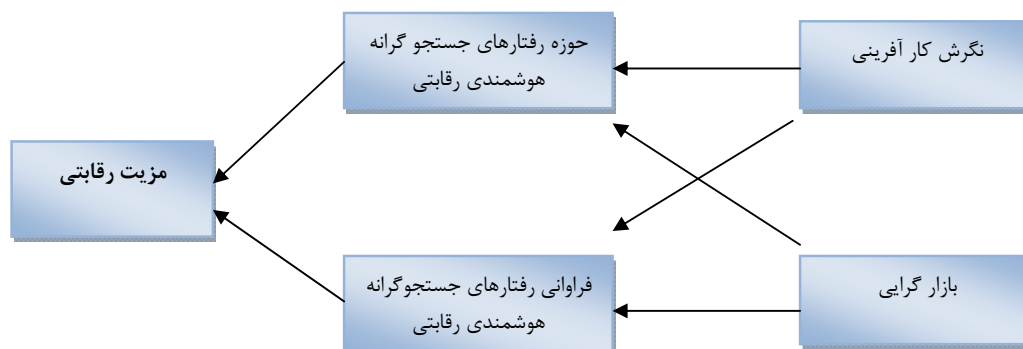 نگرش کار آفرینی
حوزه رفتارهای جستجو گرانه
هوشمندی رقابتی
مزیت رقابتی
بازار گرایی
فراوانی رفتارهای جستجوگرانه
هوشمندی رقابتی